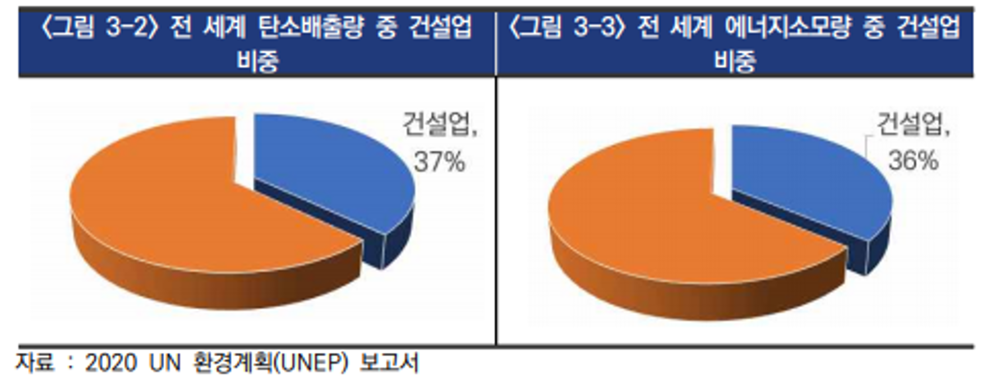 <그림 3-2> 전 세계 탄소배출량 중 건설업
비중
<그림 3-3> 전 세계 에너지소모량 중 건설업
비중
건설업,
37%
건설업,
36%
자료 : 2020 UN 환경계획(UNEP) 보고서